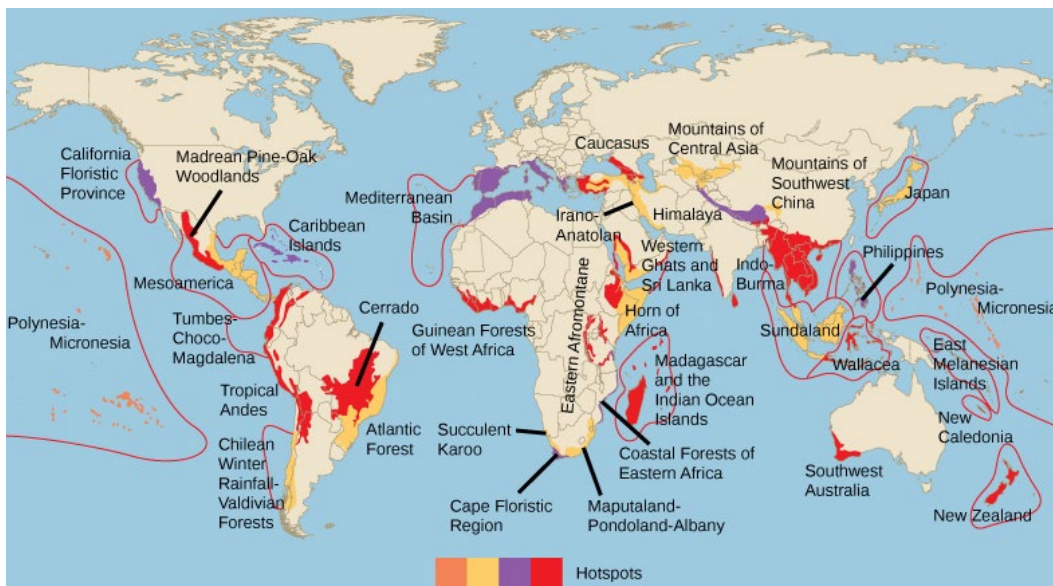 California
Floristic
Province
Madrean Pine-Oak
Woodlands
Caribbean
Islands
Mesoamerica
Polynesia-
Micronesia
Tumbes-
Choco-
Magdalena
Cerrado
Tropical
Andes
Atlantic
Forest
Chilean
Winter
Rainfall-
Valdivian
Forests
Mediterranean
Basin
Caucasus
Mountains of
Central Asia
Mountains of
Southwest
China
Japan
Irano-
Anatolan
Himalaya
Western
Ghats and
Sri Lanka
Indo-
Burma
Philippines
Guinean Forests
of West Africa
Eastern Afromontane
Horn of
Africa
Sundaland
Wallacea
Polynesia-
Micronesia
East
Melanesian
Islands
Madagascar
and the
Indian Ocean
Islands
New
Caledonia
Succulent
Karoo
Coastal Forests of
Eastern Africa
Cape Floristic
Region
Maputaland-
Pondoland-Albany
Southwest
Australia
New Zealand
Hotspots